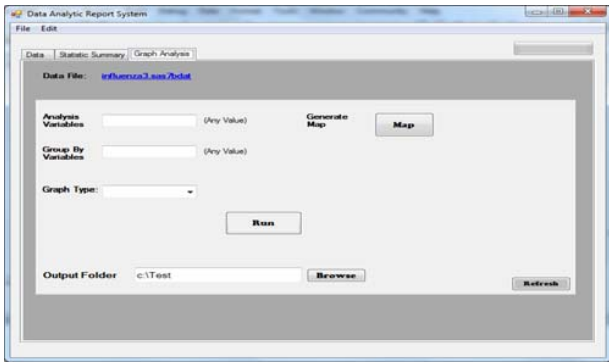 Data Analytic Report System
File Edit
Data Statistic Summary Graph Analysis
Data File: influenza3.sas7bdat
Analysis Variables (Any Value) Generate Map Map
Group By Variables (Any Value)
Graph Type:
Run
Output Folder c:\Test Browse
Refresh